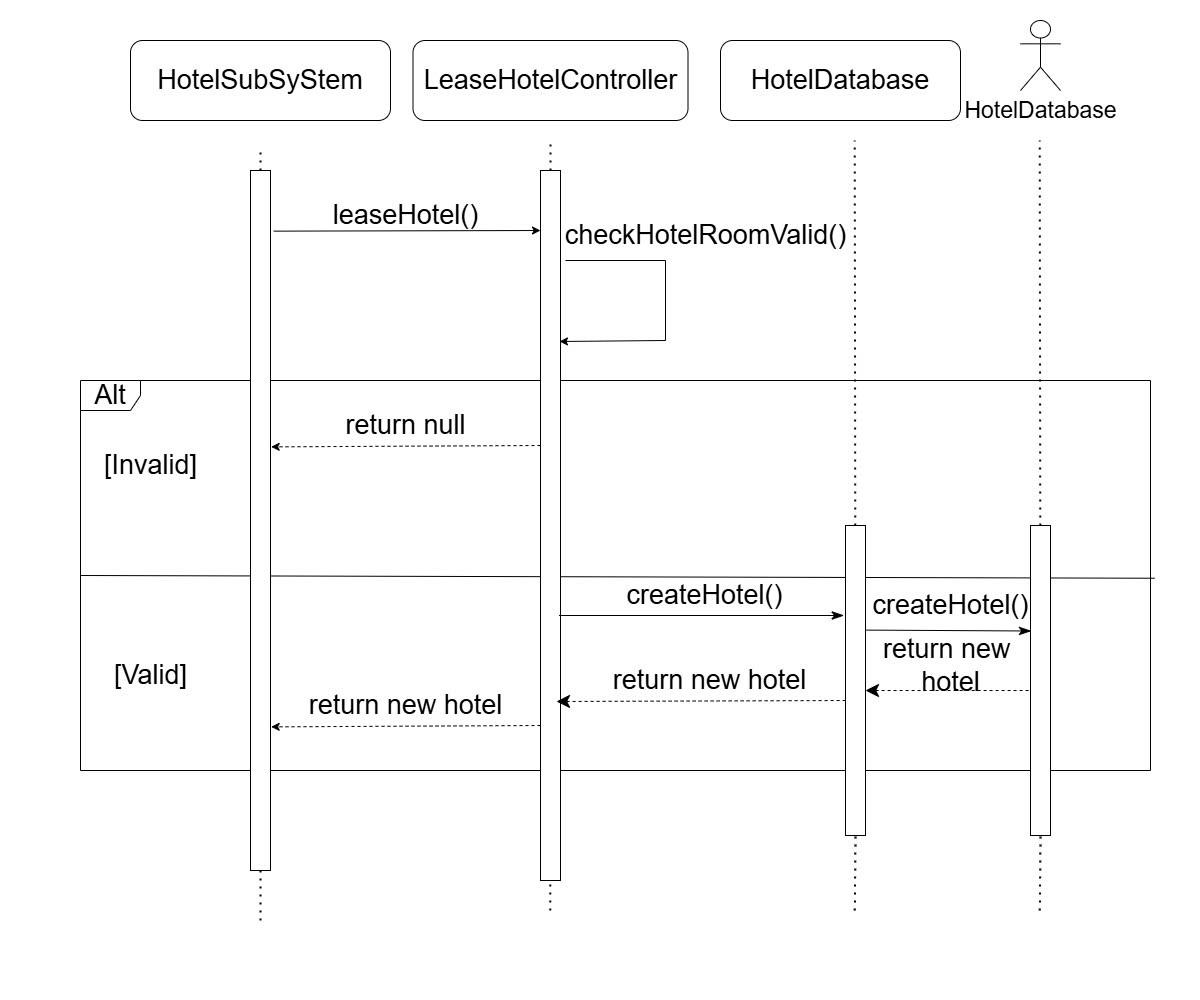 HotelSubSyStem
LeaseHotelController
HotelDatabase
HotelDatabase
leaseHotel()
checkHotelRoomValid()
Alt
return null
[Invalid]
createHotel()
createHotel()
return new
hotel
[Valid]
return new hotel
return new hotel